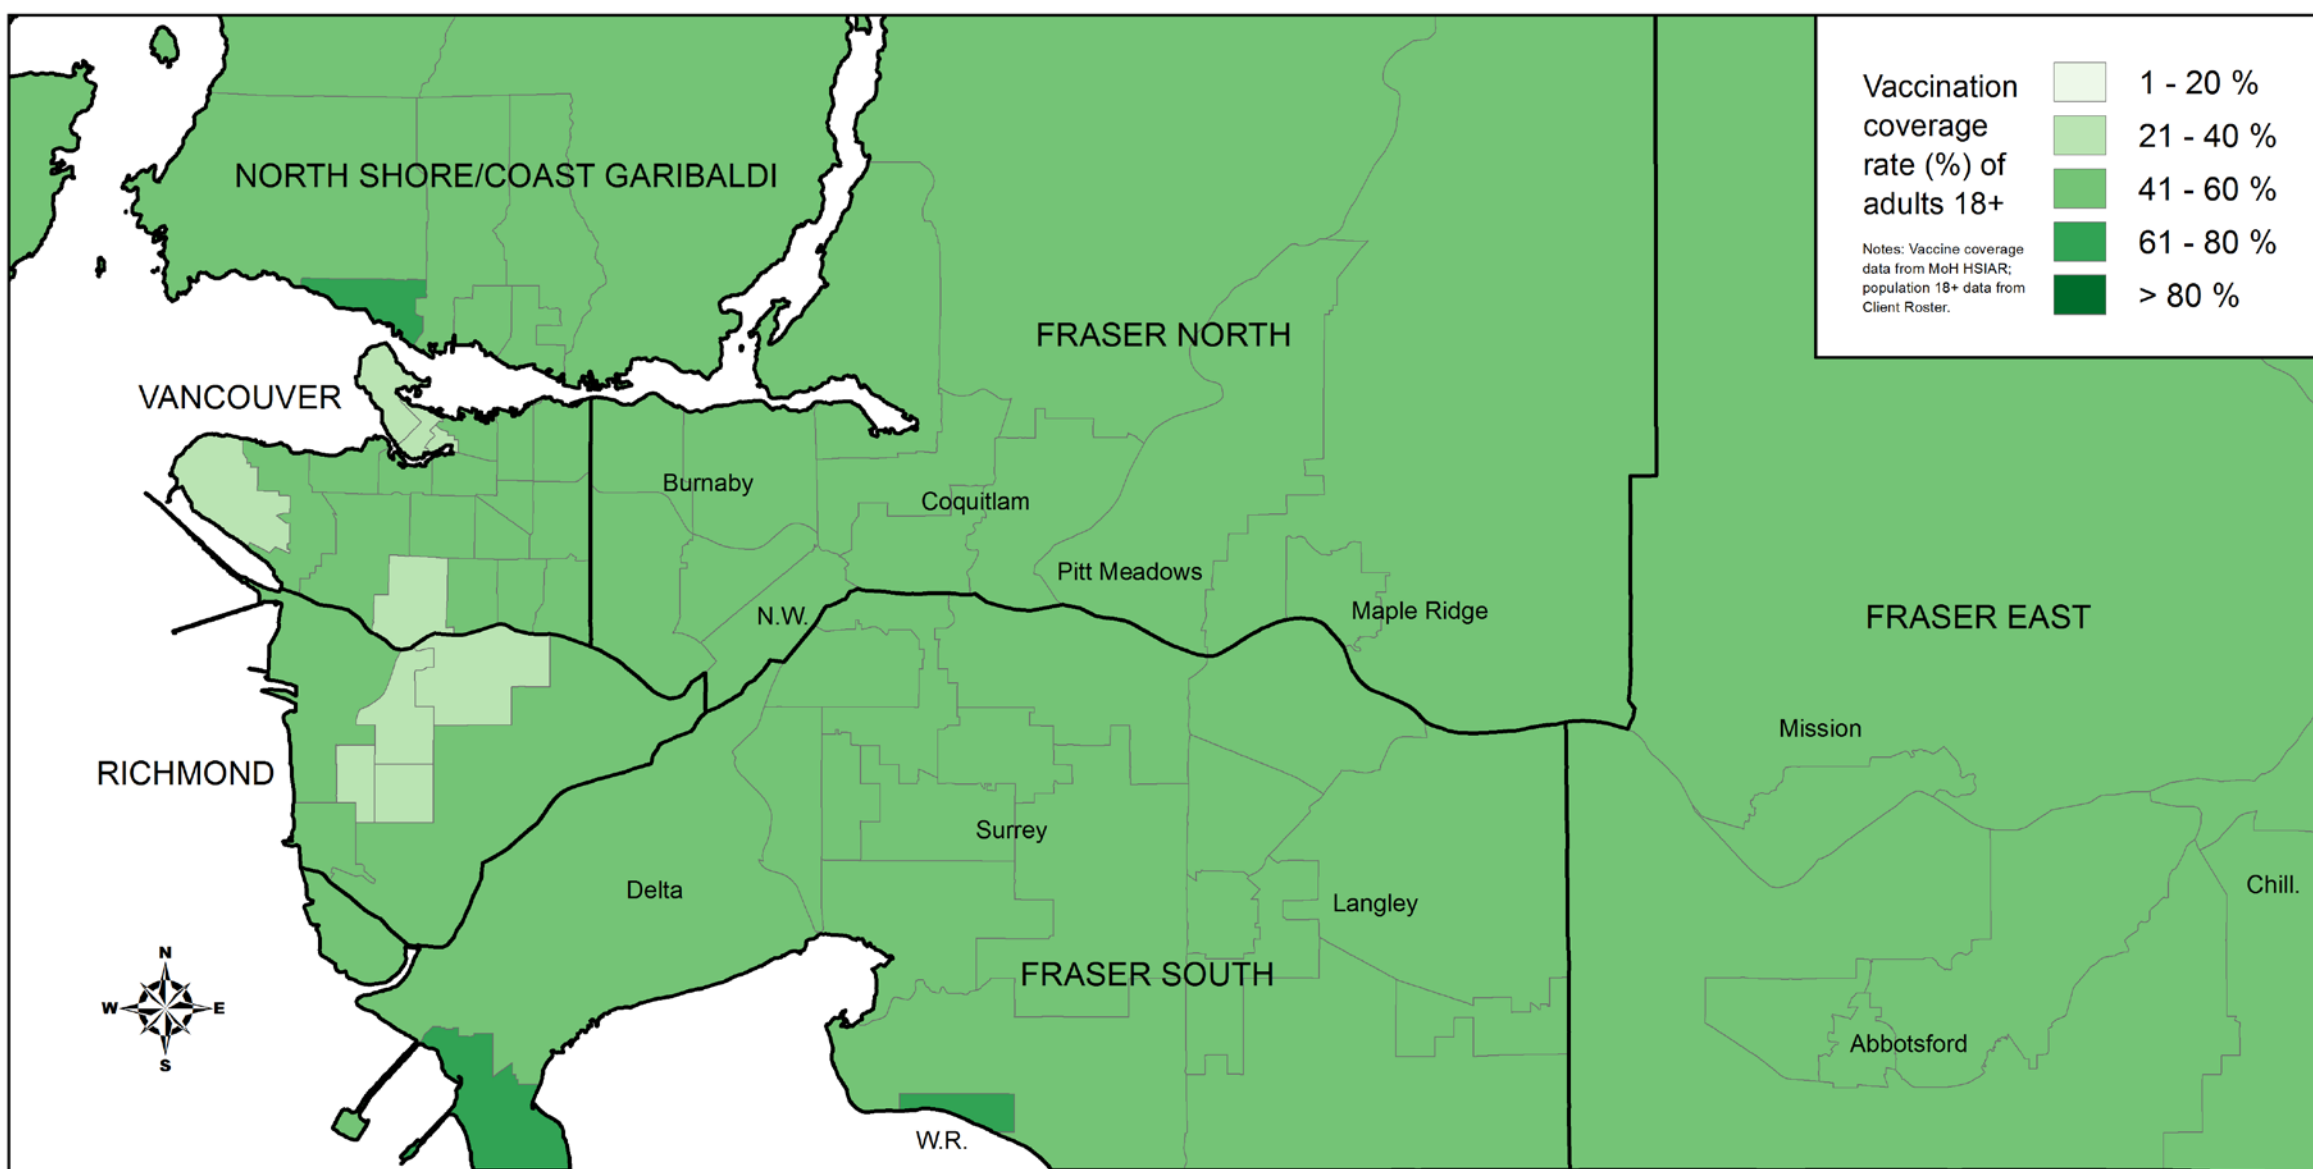 Vaccination
coverage
rate (%) of
adults 18+
Notes: Vaccine coverage
data from MoH HSIAR;
population 18+ data from
Client Roster.
1 - 20 %
21 - 40 %
41 - 60 %
61 - 80 %
> 80 %
NORTH SHORE/COAST GARIBALDI
FRASER NORTH
VANCOUVER
Burnaby
Coquitlam
Pitt Meadows
N.W.
Maple Ridge
FRASER EAST
Mission
RICHMOND
Surrey
Delta
Langley
Chill.
FRASER SOUTH
Abbotsford
W.R.
N
W
E
S